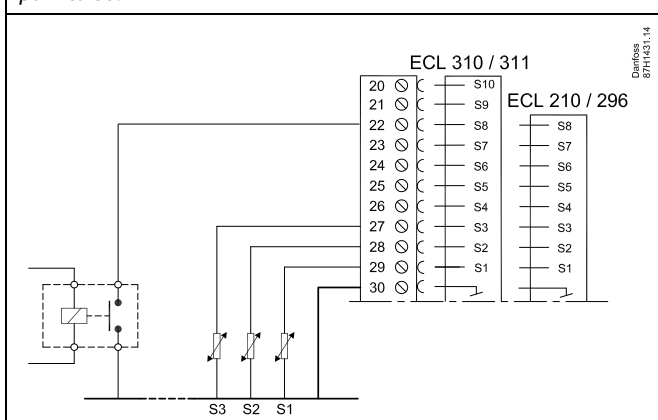 Danfoss
87H1431.14
ECL 310 / 311
ECL 210 / 296
20 S10
21 S9
22 S8 S8
23 S7 S7
24 S6 S6
25 S5 S5
26 S4 S4
27 S3 S3
28 S2 S2
29 S1 S1
30
S3 S2 S1